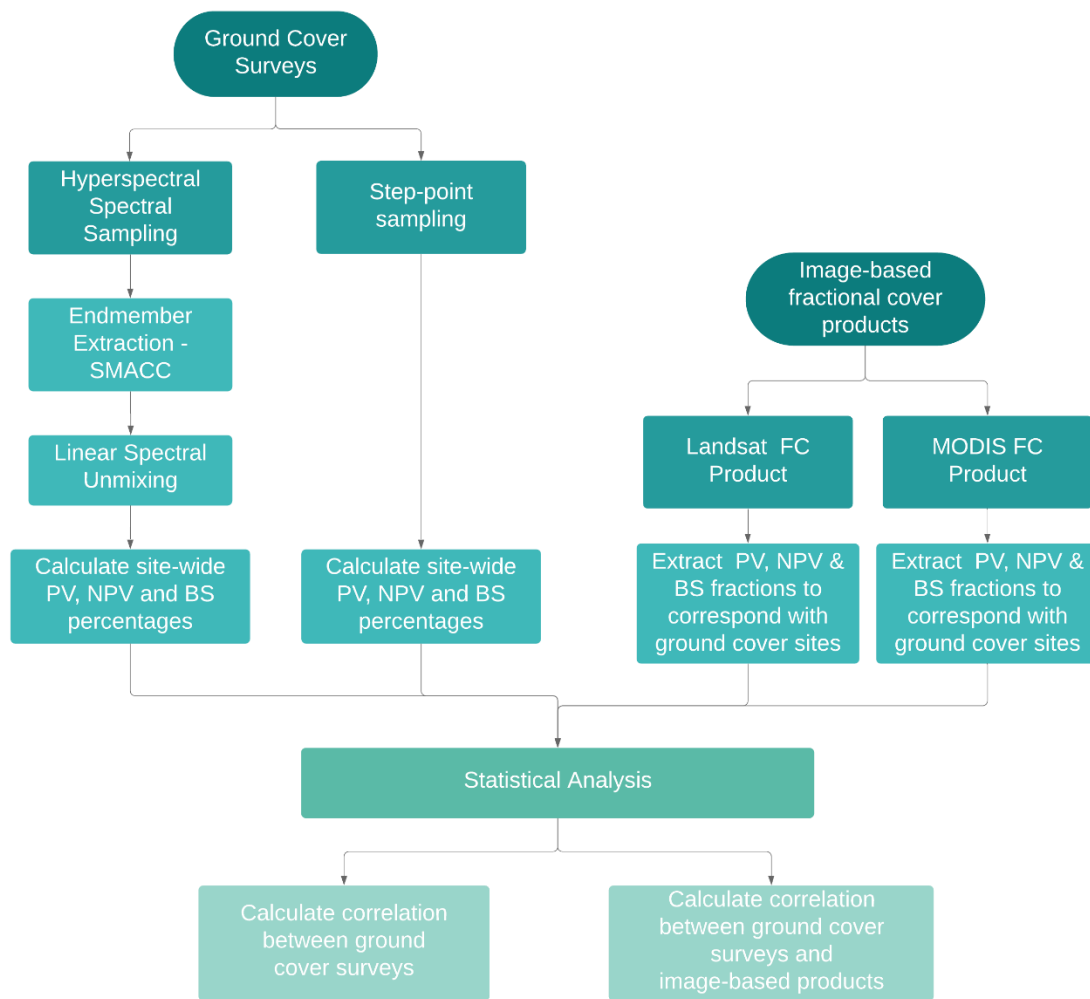 Ground Cover
Surveys
Hyperspectral
Spectral
Sampling
Step-point
sampling
Endmember
Extraction -
SMACC
Linear Spectral
Unmixing
Calculate site-wide
PV, NPV and BS
percentages
Calculate site-wide
PV, NPV and BS
percentages
Image-based
fractional cover
products
Landsat FC
Product
MODIS FC
Product
Extract PV, NPV &
BS fractions to
correspond with
ground cover sites
Extract PV, NPV &
BS fractions to
correspond with
ground cover sites
Statistical Analysis
Calculate correlation
between ground
cover surveys
Calculate correlation
between ground cover
surveys and
image-based products